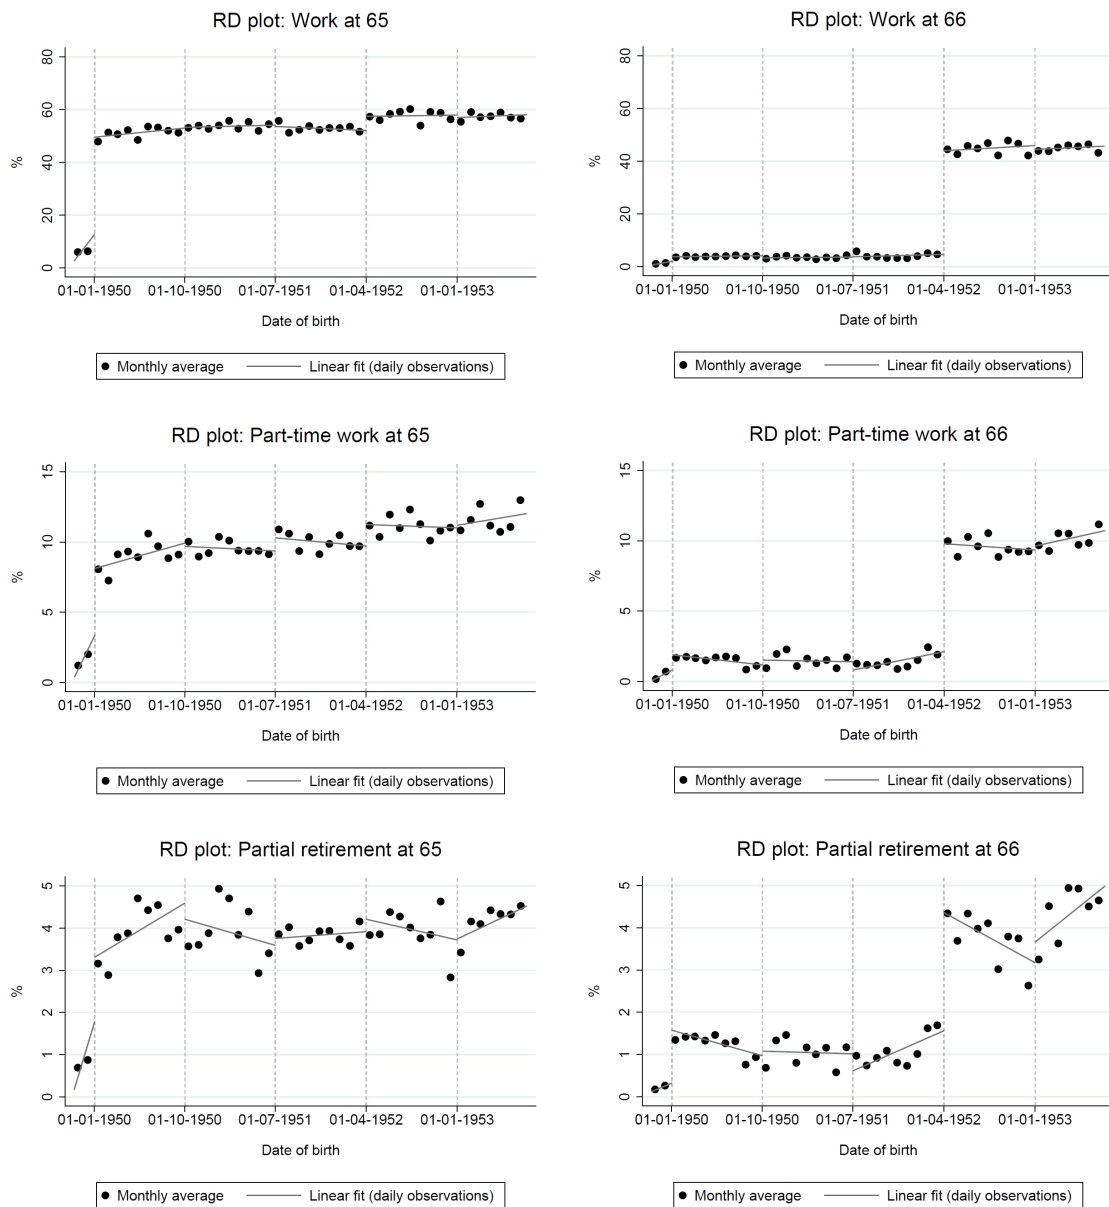 RD plot: Work at 65
80
60
40
20
0
%
01-01-1950 01-10-1950 01-07-1951 01-04-1952 01-01-1953
Date of birth
Monthly average Linear fit (daily observations)
RD plot: Work at 66
80
60
40
20
0
%
01-01-1950 01-10-1950 01-07-1951 01-04-1952 01-01-1953
Date of birth
Monthly average Linear fit (daily observations)
RD plot: Part-time work at 65
15
10
5
0
%
01-01-1950 01-10-1950 01-07-1951 01-04-1952 01-01-1953
Date of birth
Monthly average Linear fit (daily observations)
RD plot: Part-time work at 66
15
10
5
0
%
01-01-1950 01-10-1950 01-07-1951 01-04-1952 01-01-1953
Date of birth
Monthly average Linear fit (daily observations)
RD plot: Partial retirement at 65
5
4
3
2
1
0
%
01-01-1950 01-10-1950 01-07-1951 01-04-1952 01-01-1953
Date of birth
Monthly average Linear fit (daily observations)
RD plot: Partial retirement at 66
5
4
3
2
1
0
%
01-01-1950 01-10-1950 01-07-1951 01-04-1952 01-01-1953
Date of birth
Monthly average Linear fit (daily observations)